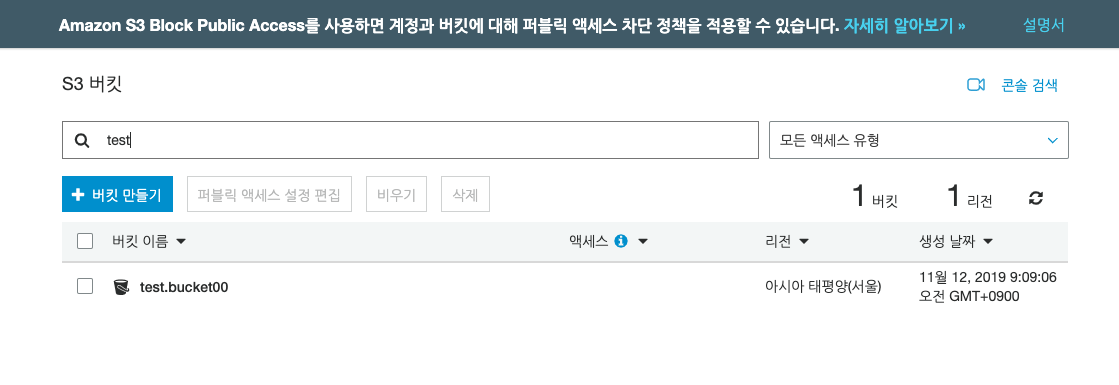 Amazon S3 Block Public Access를 사용하면 계정과 버킷에 대해 퍼블릭 액세스 차단 정책을 적용할 수 있습니다. 자세히 알아보기 » 설명서
S3 버킷 콘솔 검색
test 모든 액세스 유형
버킷 만들기 퍼블릭 액세스 설정 편집 비우기 삭제 1 버킷 1 리전
버킷 이름 액세스 리전 생성 날짜
test.bucket00 아시아 태평양(서울) 11월 12, 2019 9:09:06
오전 GMT+0900